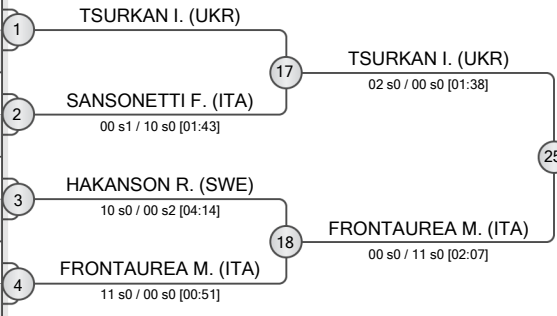 1
TSURKAN I. (UKR)
17
TSURKAN I. (UKR)
02 s0 / 00 s0 [01:38]
2
SANSONETTI F. (ITA)
00 s1 / 10 s0 [01:43]
25
3
HAKANSON R. (SWE)
10 s0 / 00 s2 [04:14]
18
FRONTAUREA M. (ITA)
00 s0 / 11 s0 [02:07]
4
FRONTAUREA M. (ITA)
11 s0 / 00 s0 [00:51]